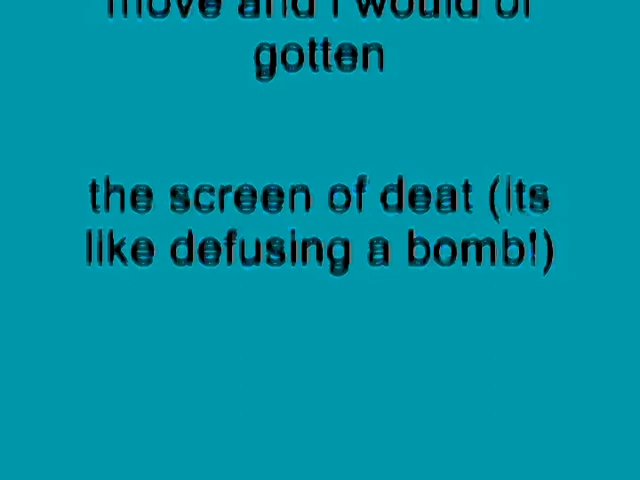 move and i would of
gotten
the screen of deat (its
like defusing a bomb!)